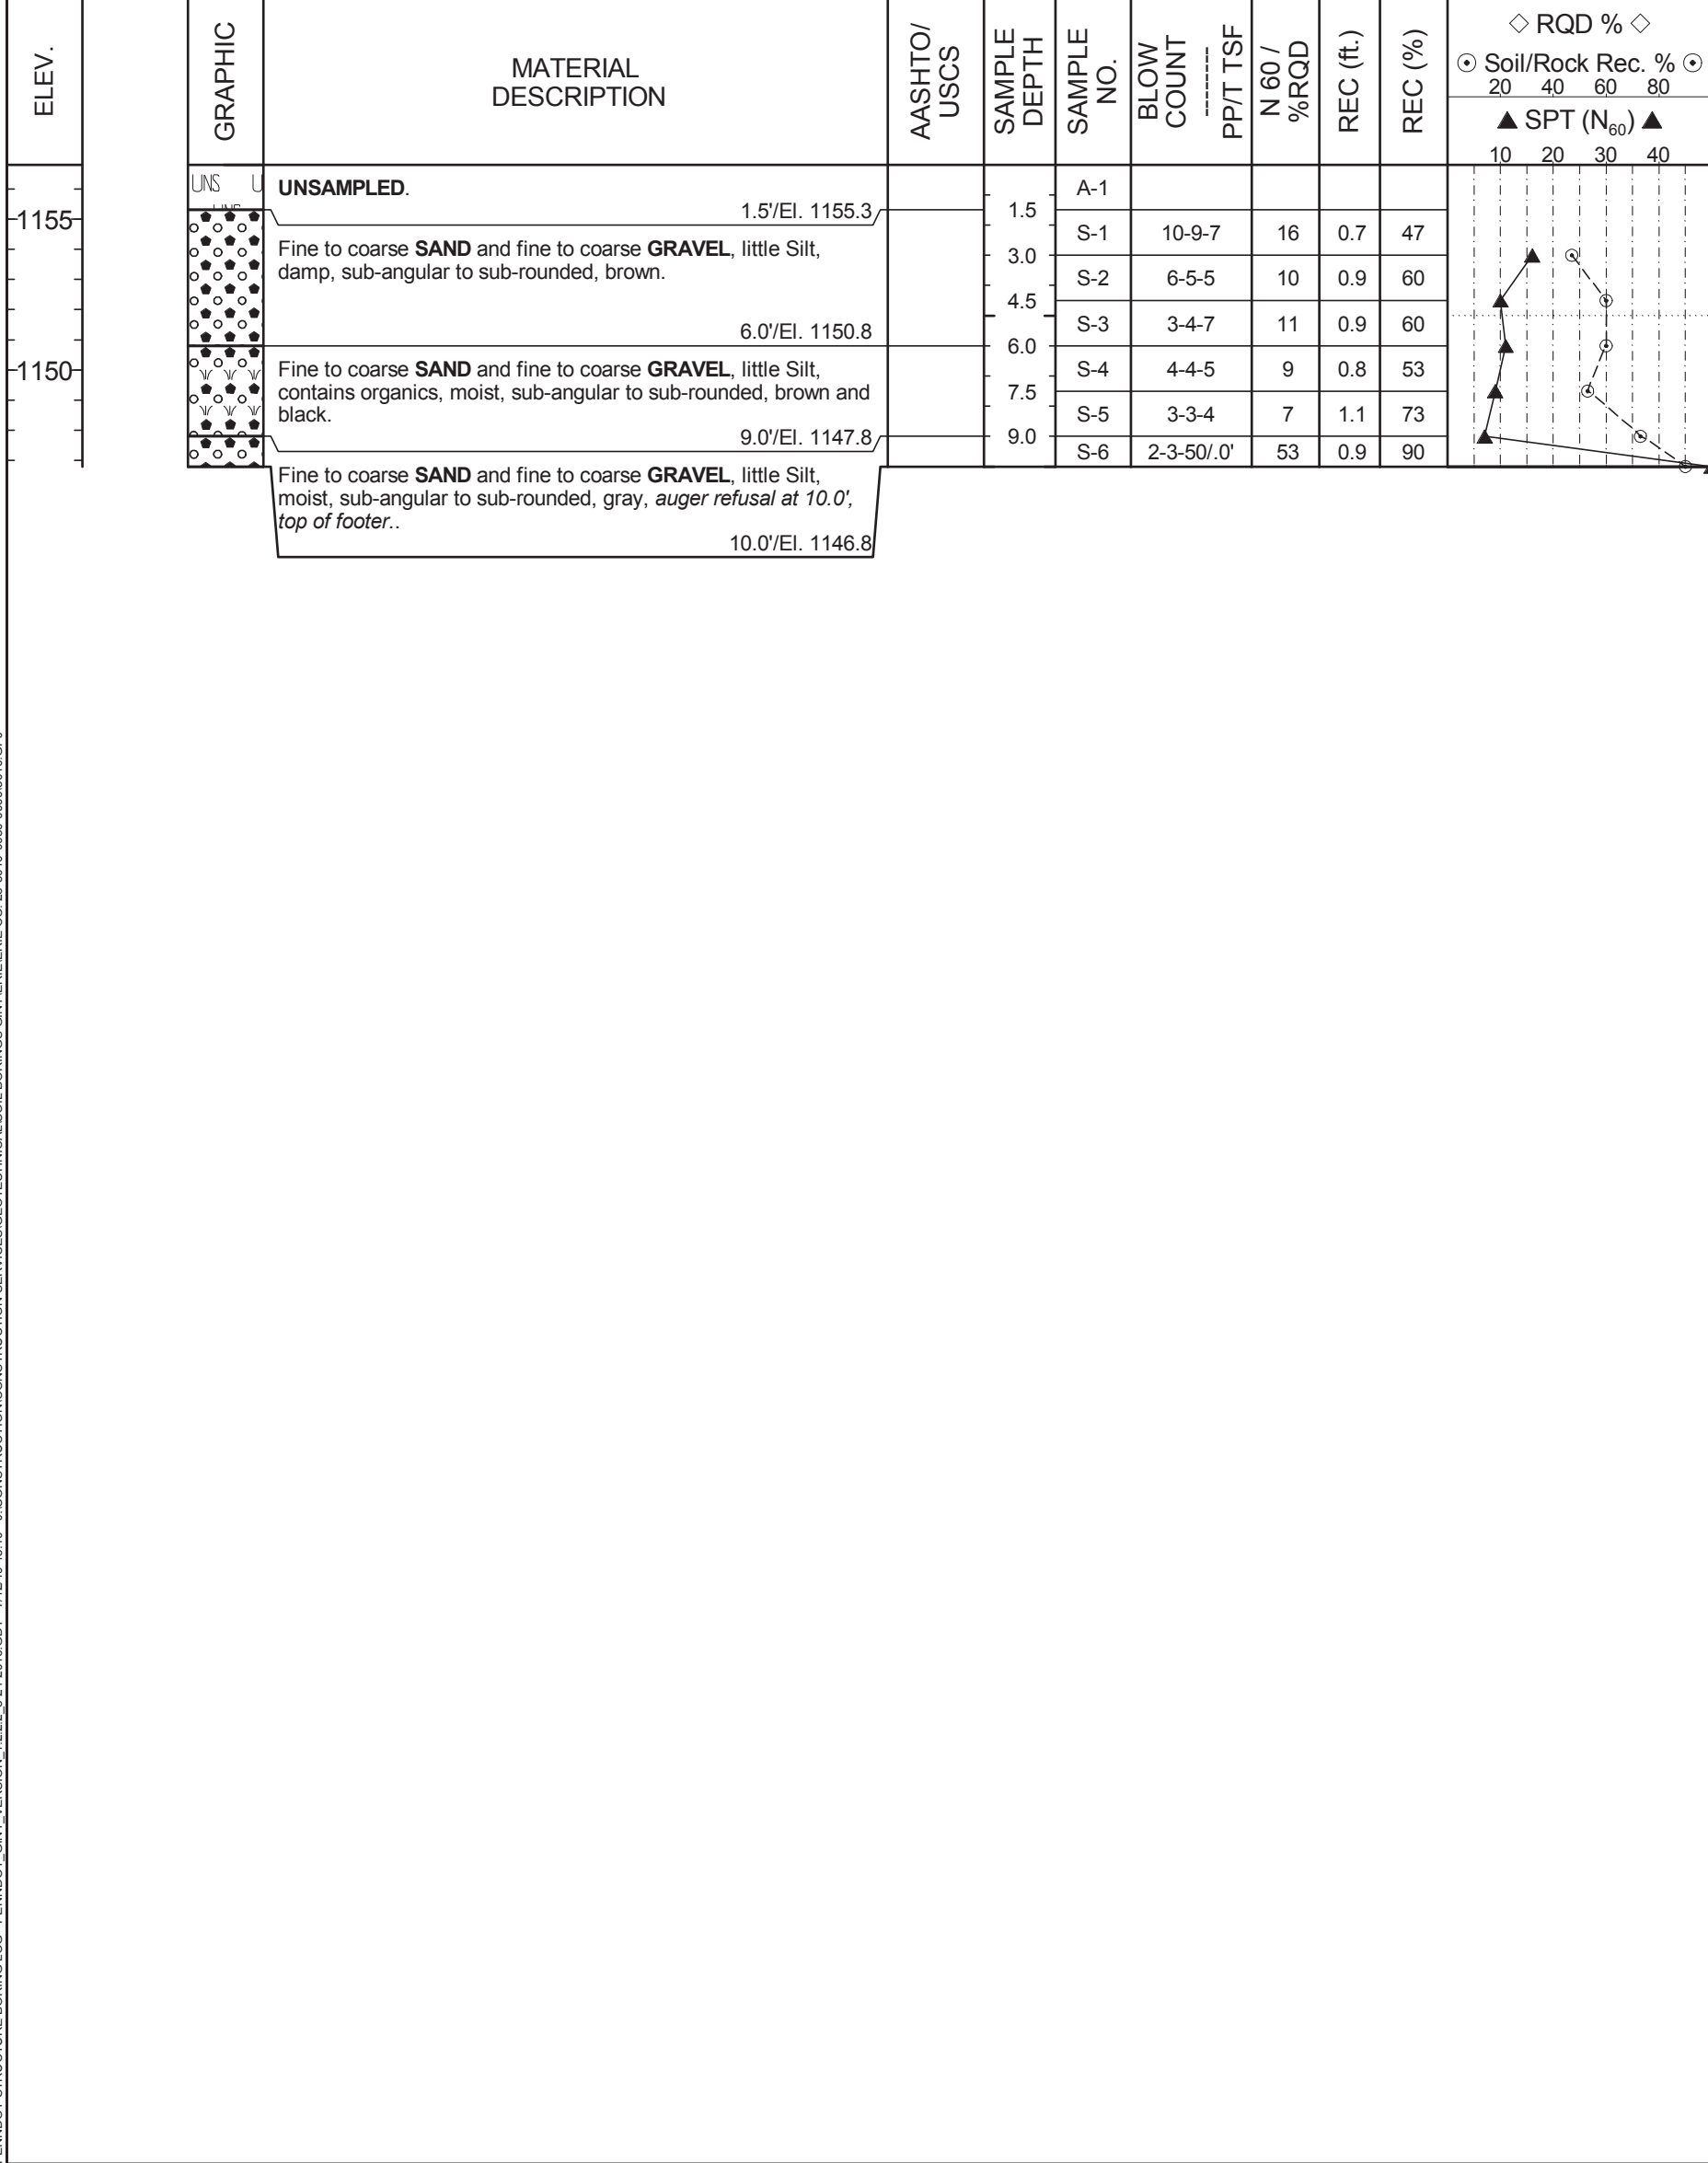 ELEV.
GRAPHIC
MATERIAL
DESCRIPTION
AASHTO/
USCS
SAMPLE
DEPTH
SAMPLE
NO.
BLOW
COUNT
---------
PP/T TSF
N 60 /
%RQD
REC (ft.)
REC (%)
◇ RQD % ◇
⊙ Soil/Rock Rec. % ⊙
20 40 60 80
▲ SPT (N60) ▲
10 20 30 40
UNS U
UNSAMPLED.
1.5'/El. 1155.3
A-1
1155
1.5
S-1 10-9-7 16 0.7 47
Fine to coarse SAND and fine to coarse GRAVEL, little Silt,
damp, sub-angular to sub-rounded, brown.
3.0
S-2 6-5-5 10 0.9 60
4.5
S-3 3-4-7 11 0.9 60
6.0'/El. 1150.8
6.0
1150
Fine to coarse SAND and fine to coarse GRAVEL, little Silt,
contains organics, moist, sub-angular to sub-rounded, brown and
black.
S-4 4-4-5 9 0.8 53
7.5
S-5 3-3-4 7 1.1 73
9.0'/El. 1147.8
9.0
S-6 2-3-50/.0' 53 0.9 90
Fine to coarse SAND and fine to coarse GRAVEL, little Silt,
moist, sub-angular to sub-rounded, gray, auger refusal at 10.0',
top of footer..
10.0'/El. 1146.8